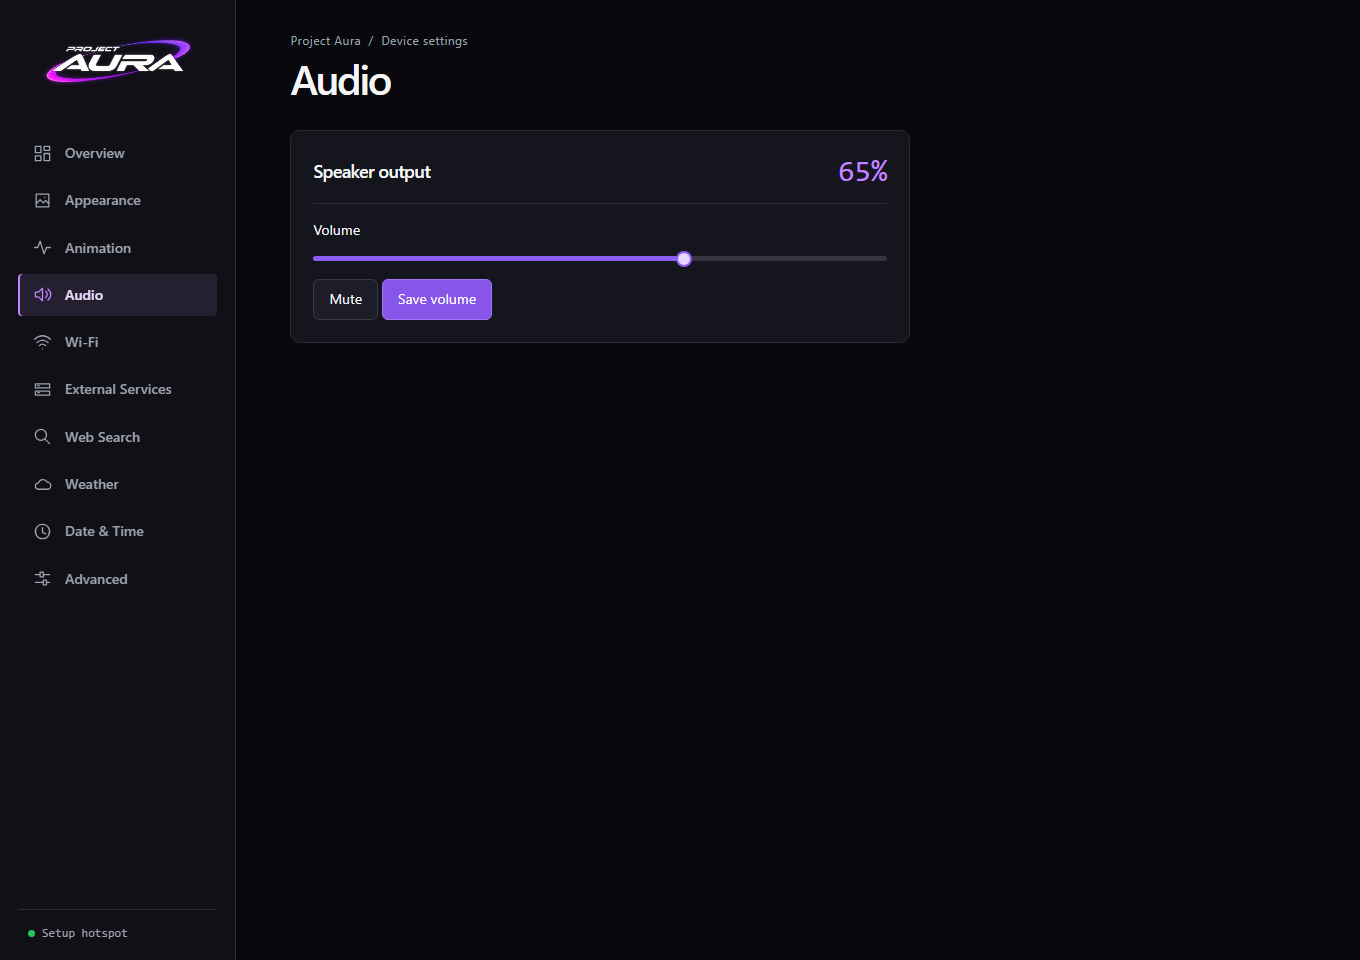 PROJECT
AURA
Overview
Appearance
Animation
Audio
Wi-Fi
External Services
Web Search
Weather
Date & Time
Advanced
Setup hotspot
Project Aura / Device settings
Audio
Speaker output 65%
Volume
Mute Save volume